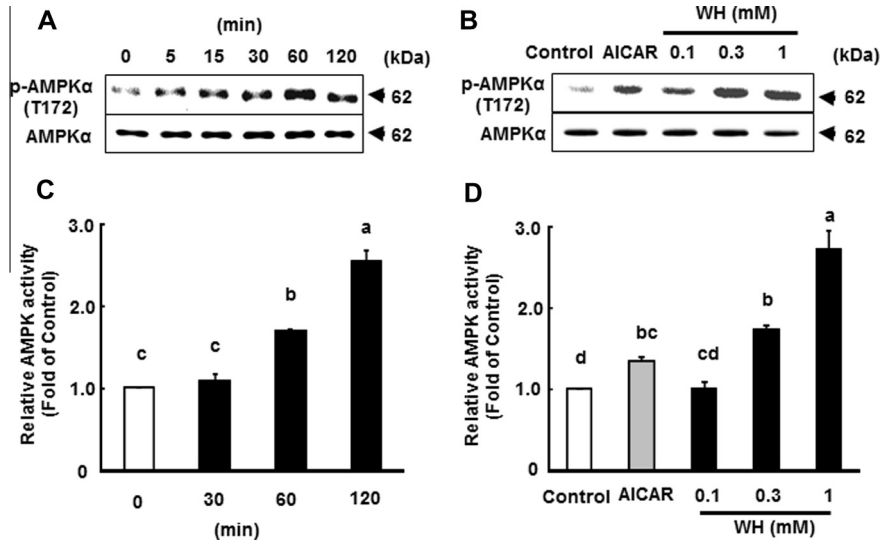 A
(min)
0 5 15 30 60 120 (kDa)
p-AMPKα
(T172)
62
AMPKα
62
B
WH (mM)
Control AICAR 0.1 0.3 1 (kDa)
p-AMPKα
(T172)
62
AMPKα
62
C
Relative AMPK activity
(Fold of Control)
3.0
2.0
1.0
0
c c b a
0 30 60 120
(min)
D
Relative AMPK activity
(Fold of Control)
3.0
2.0
1.0
0
d bc cd b a
Control AICAR 0.1 0.3 1
WH (mM)